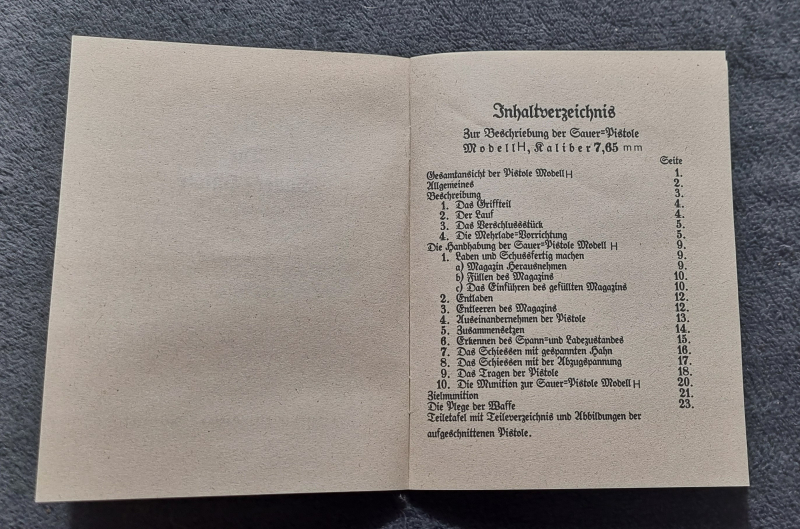 Inhaltverzeichnis
Zur Beschriebung der Sauer=Pistole
Modell H, Kaliber 7,65 mm
Seite
Gesamtansicht der Pistole Modell H 1.
Allgemeines 2.
Beschreibung 3.
1. Das Griffteil 4.
2. Der Lauf 4.
3. Das Verschlussstück 5.
4. Die Mehrlade=Vorrichtung 5.
Die Handhabung der Sauer=Pistole Modell H 9.
1. Laden und Schussfertig machen 9.
a) Magazin Herausnehmen 9.
b) Füllen des Magazins 10.
c) Das Einführen des gefüllten Magazins 10.
2. Entladen 12.
3. Entleeren des Magazins 12.
4. Auseinanbernehmen der Pistole 13.
5. Zusammensetzen 14.
6. Erkennen des Spann=und Labezustanbes 15.
7. Das Schiessen mit gespannten Hahn 16.
8. Das Schiessen mit der Abzugspannung 17.
9. Das Tragen der Pistole 18.
10. Die Munition zur Sauer=Pistole Modell H 20.
Zielmunition 21.
Die Plege der Waffe 23.
Teiletafel mit Teileverzeichnis und Abbildungen der
aufgeschnittenen Pistole.